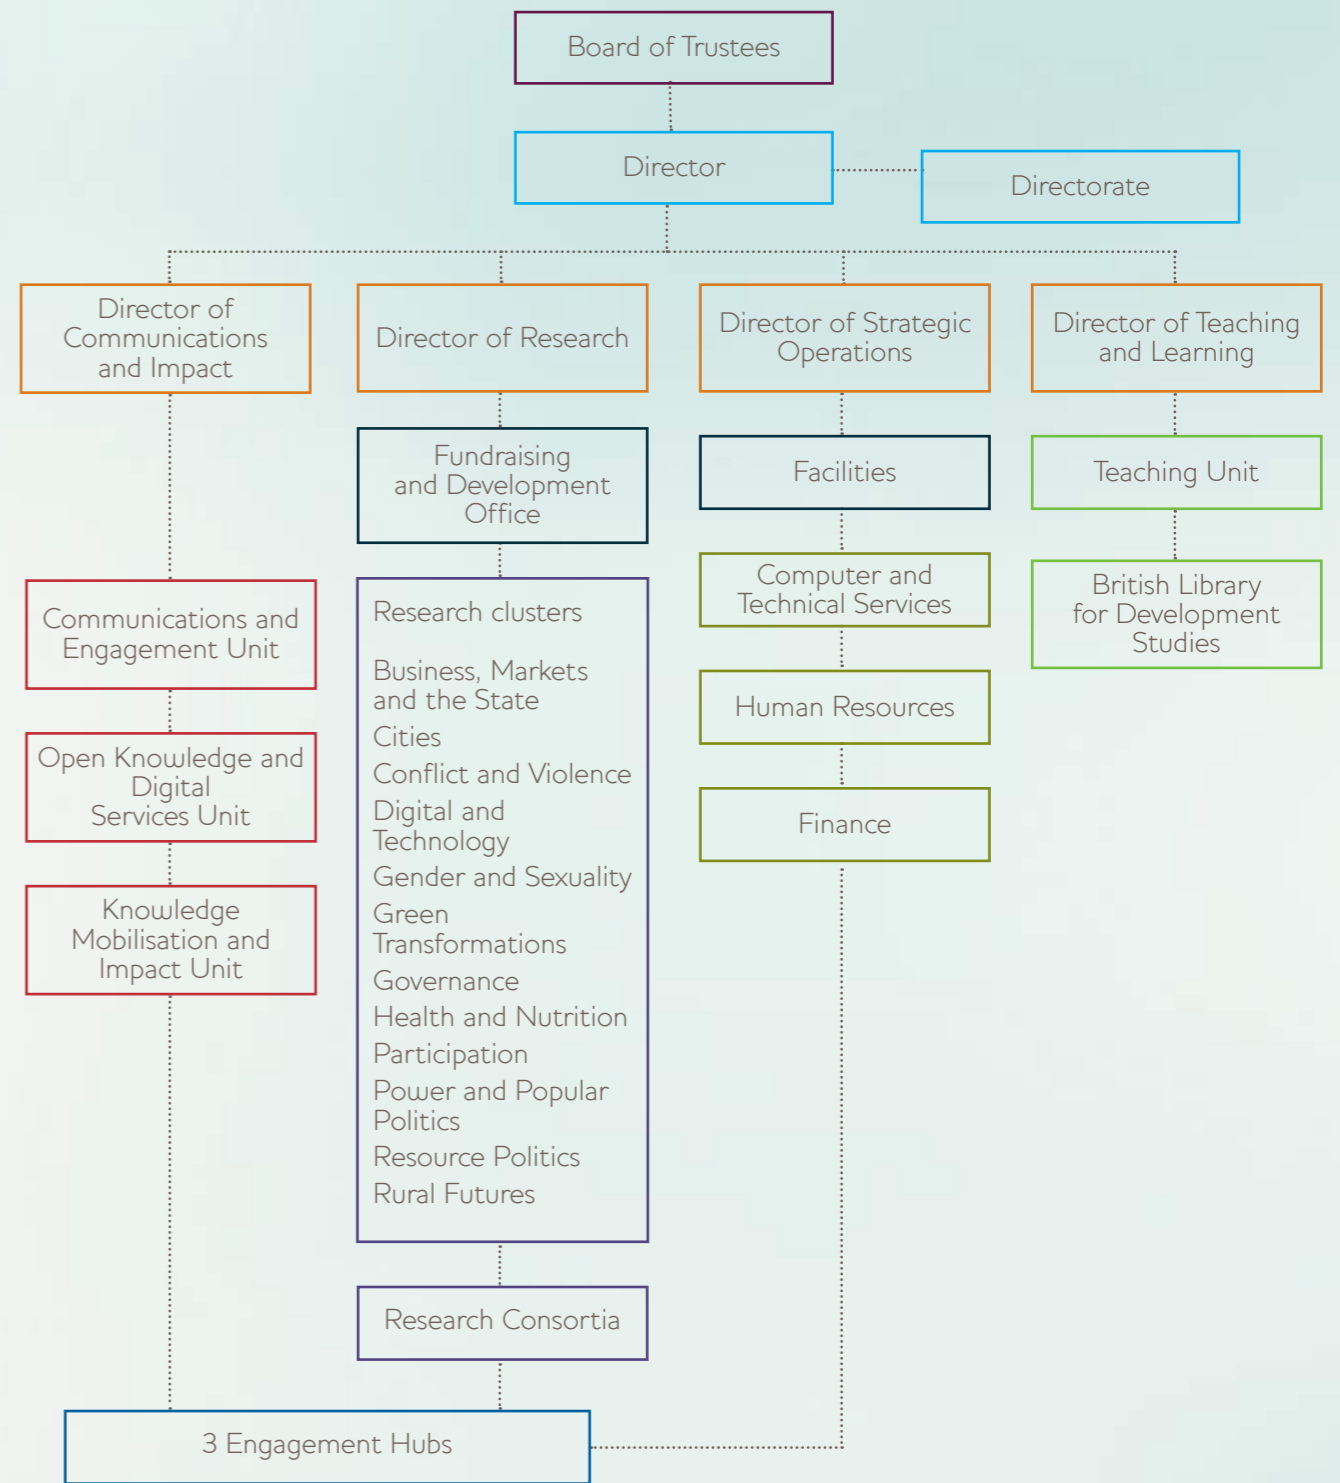 Board of Trustees
Director
Directorate
Director of
Communications
and Impact
Director of Research
Director of Strategic
Operations
Director of Teaching
and Learning
Fundraising
and Development
Office
Facilities
Teaching Unit
Communications and
Engagement Unit
Open Knowledge and
Digital
Services Unit
Knowledge
Mobilisation and
Impact Unit
Research clusters
Business, Markets
and the State
Cities
Conflict and Violence
Digital and
Technology
Gender and Sexuality
Green
Transformations
Governance
Health and Nutrition
Participation
Power and Popular
Politics
Resource Politics
Rural Futures
Computer and
Technical Services
Human Resources
Finance
British Library
for Development
Studies
Research Consortia
3 Engagement Hubs